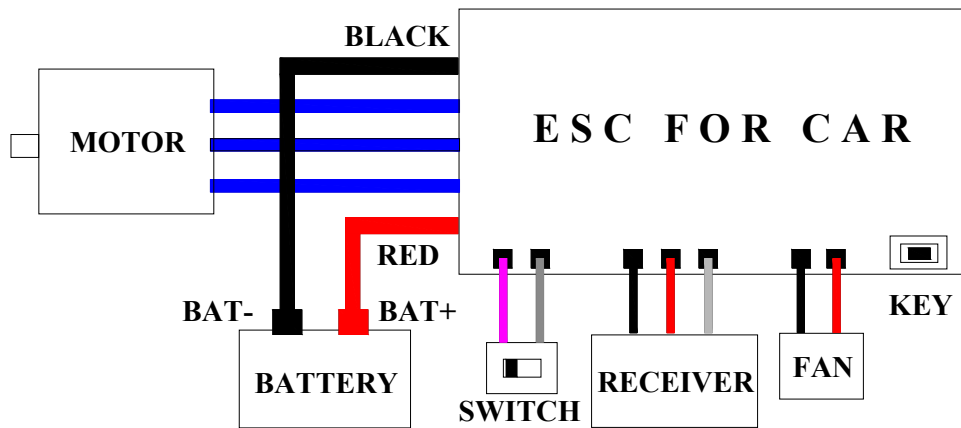 BLACK
MOTOR
ESC FOR CAR
RED
BAT-
BAT+
KEY
BATTERY
SWITCH
RECEIVER
FAN